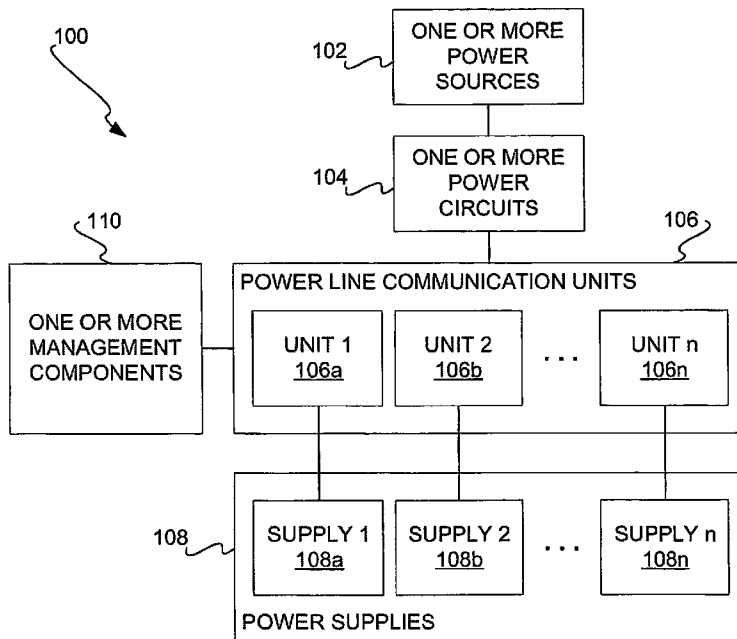 100
102
ONE OR MORE
POWER
SOURCES
104
ONE OR MORE
POWER
CIRCUITS
110
106
ONE OR MORE
MANAGEMENT
COMPONENTS
POWER LINE COMMUNICATION UNITS
UNIT 1
106a
UNIT 2
106b
...
UNIT n
106n
108
SUPPLY 1
108a
SUPPLY 2
108b
...
SUPPLY n
108n
POWER SUPPLIES